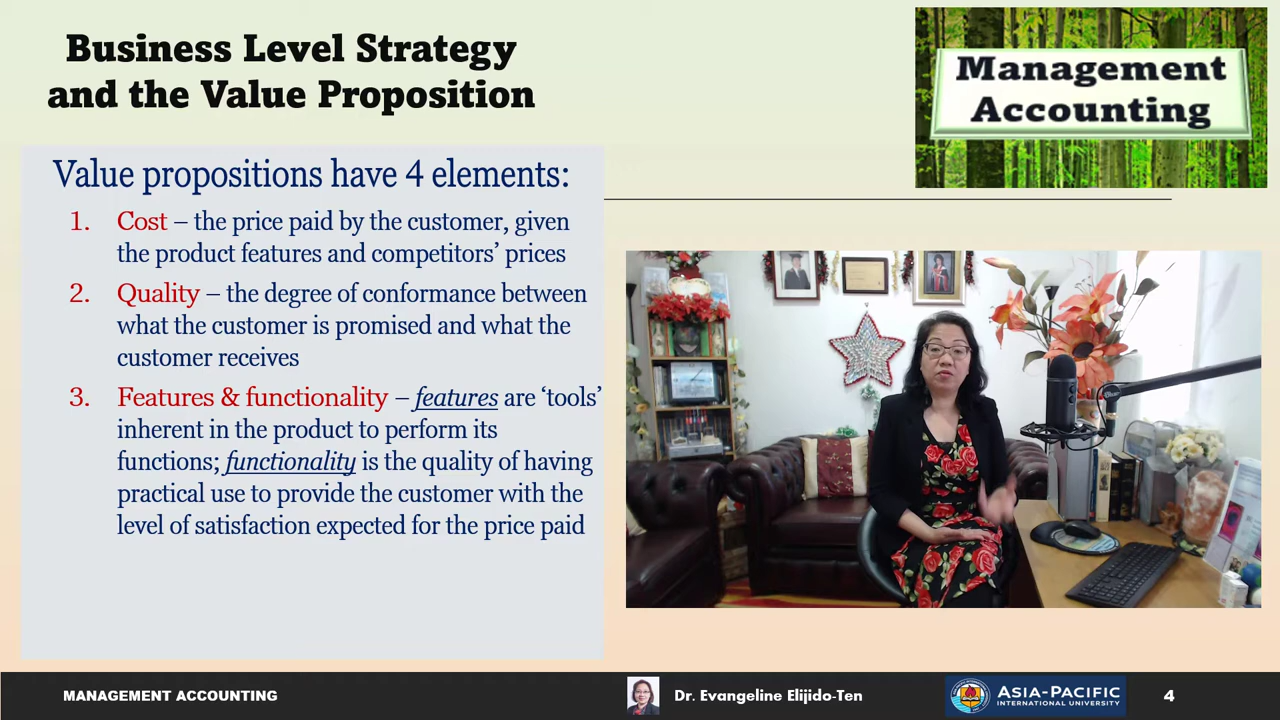 Business Level Strategy
and the Value Proposition
Management
Accounting
Value propositions have 4 elements:
1. Cost – the price paid by the customer, given
the product features and competitors’ prices
2. Quality – the degree of conformance between
what the customer is promised and what the
customer receives
3. Features & functionality – features are ‘tools’
inherent in the product to perform its
functions; functionality is the quality of having
practical use to provide the customer with the
level of satisfaction expected for the price paid
MANAGEMENT ACCOUNTING
Dr. Evangeline Elijido-Ten
ASIA-PACIFIC
INTERNATIONAL UNIVERSITY
4